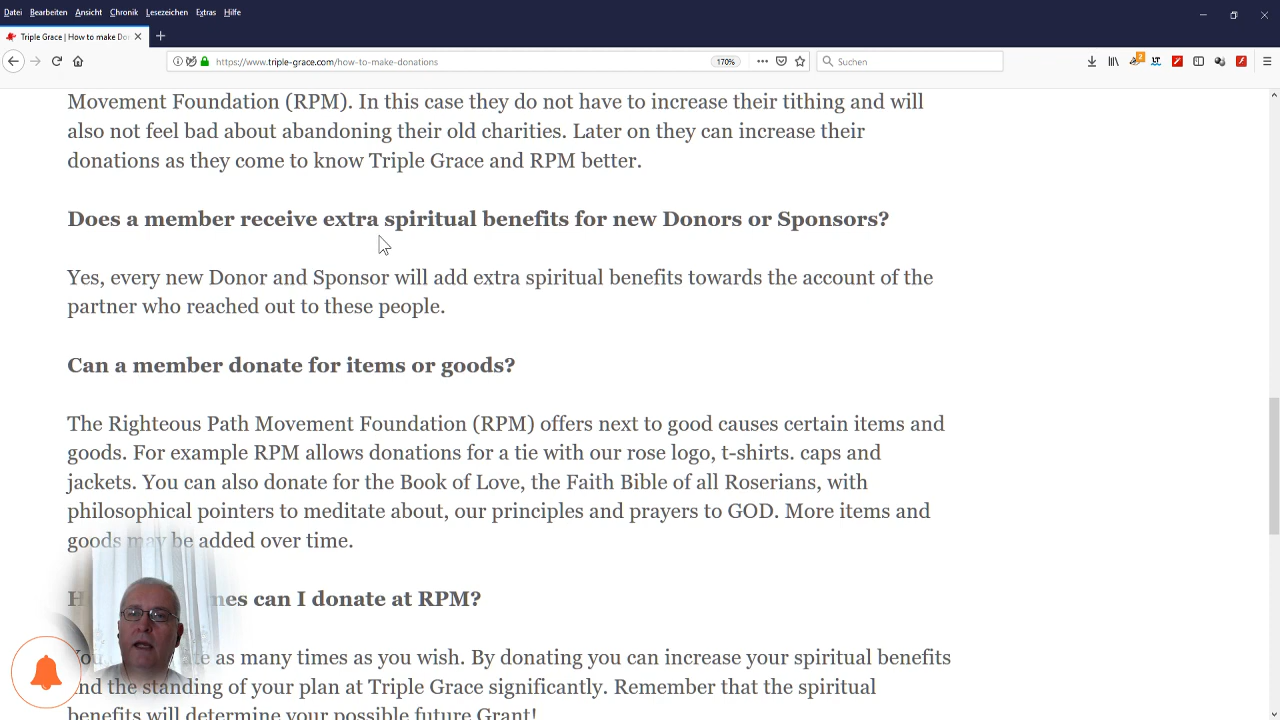 Datei Bearbeiten Ansicht Chronik Lesezeichen Extras Hilfe
Triple Grace | How to make Do
https://www.triple-grace.com/how-to-make-donations
170%
Suchen
2
LT
Movement Foundation (RPM). In this case they do not have to increase their tithing and will
also not feel bad about abandoning their old charities. Later on they can increase their
donations as they come to know Triple Grace and RPM better.
Does a member receive extra spiritual benefits for new Donors or Sponsors?
Yes, every new Donor and Sponsor will add extra spiritual benefits towards the account of the
partner who reached out to these people.
Can a member donate for items or goods?
The Righteous Path Movement Foundation (RPM) offers next to good causes certain items and
goods. For example RPM allows donations for a tie with our rose logo, t-shirts. caps and
jackets. You can also donate for the Book of Love, the Faith Bible of all Roserians, with
philosophical pointers to meditate about, our principles and prayers to GOD. More items and
goods may be added over time.
can I donate at RPM?
as many times as you wish. By donating you can increase your spiritual benefits
and the standing of your plan at Triple Grace significantly. Remember that the spiritual
benefits will determine your possible future Grant!